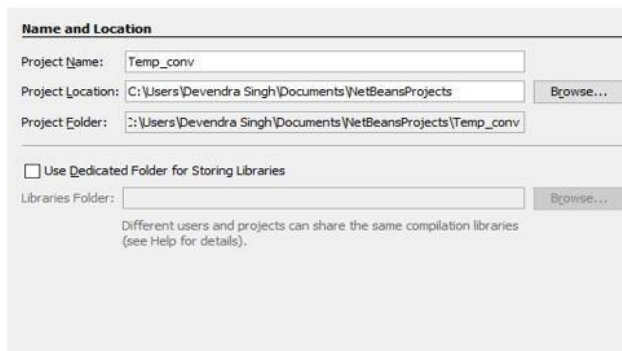 Name and Location
Project Name: Temp_conv
Project Location: C:\Users\Devendra Singh\Documents\NetBeansProjects Browse...
Project Folder: C:\Users\Devendra Singh\Documents\NetBeansProjects\Temp_conv
Use Dedicated Folder for Storing Libraries
Libraries Folder: Browse...
Different users and projects can share the same compilation libraries
(see Help for details).